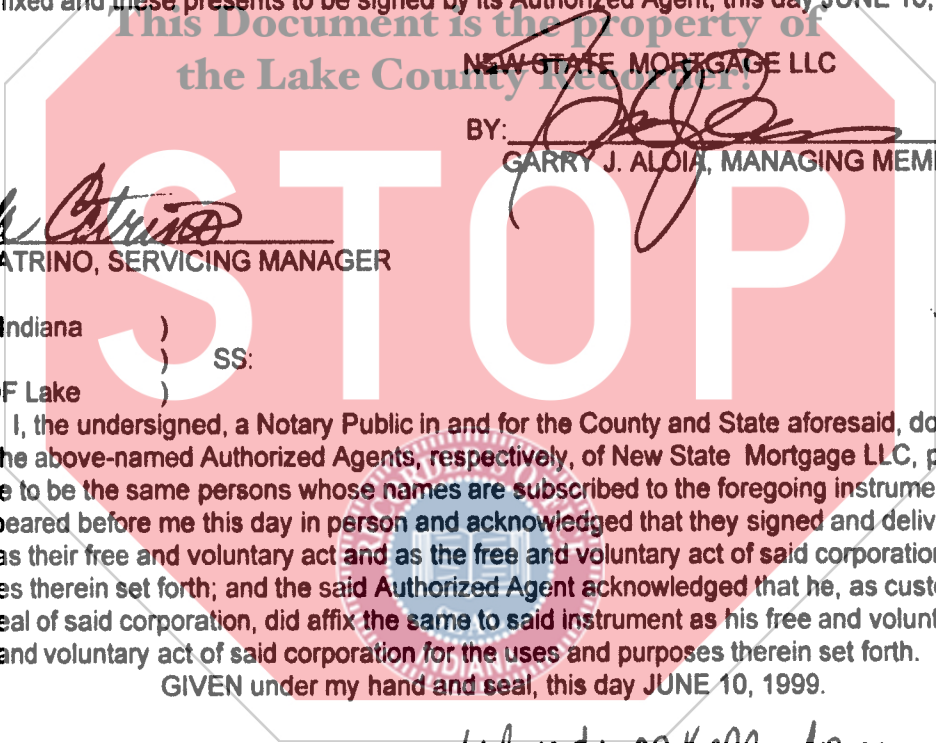 ixed and these presents to be signed by its Authorized Agent, this day JUNE 10,
This Document is the property of
the Lake County Recorder!
NEW STATE MORTGAGE LLC
BY:
GARRY J. ALOIA, MANAGING MEM
STOP
Catrino
ATRINO, SERVICING MANAGER
Indiana )
) SS:
F Lake )
I, the undersigned, a Notary Public in and for the County and State aforesaid, do
he above-named Authorized Agents, respectively, of New State Mortgage LLC, p
e to be the same persons whose names are subscribed to the foregoing instrume
eared before me this day in person and acknowledged that they signed and deliv
as their free and voluntary act and as the free and voluntary act of said corporation
es therein set forth; and the said Authorized Agent acknowledged that he, as cust
eal of said corporation, did affix the same to said instrument as his free and volunt
and voluntary act of said corporation for the uses and purposes therein set forth.
INDIANA
GIVEN under my hand and seal, this day JUNE 10, 1999.